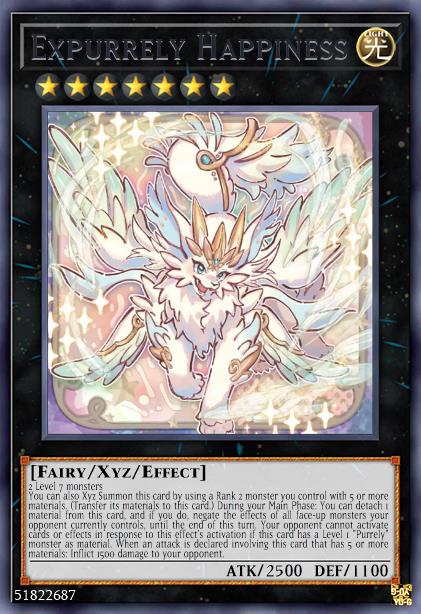 Expurrely Happiness
LIGHT
光
[Fairy/Xyz/Effect]
2 Level 7 monsters
You can also Xyz Summon this card by using a Rank 2 monster you control with 5 or more
materials. (Transfer its materials to this card.) During your Main Phase: You can detach 1
material from this card, and if you do, negate the effects of all face-up monsters your
opponent currently controls, until the end of this turn. Your opponent cannot activate
cards or effects in response to this effect's activation if this card has a Level 1 "Purrely"
monster as material. When an attack is declared involving this card that has 5 or more
materials: Inflict 1500 damage to your opponent.
ATK/2500 DEF/1100
51822687